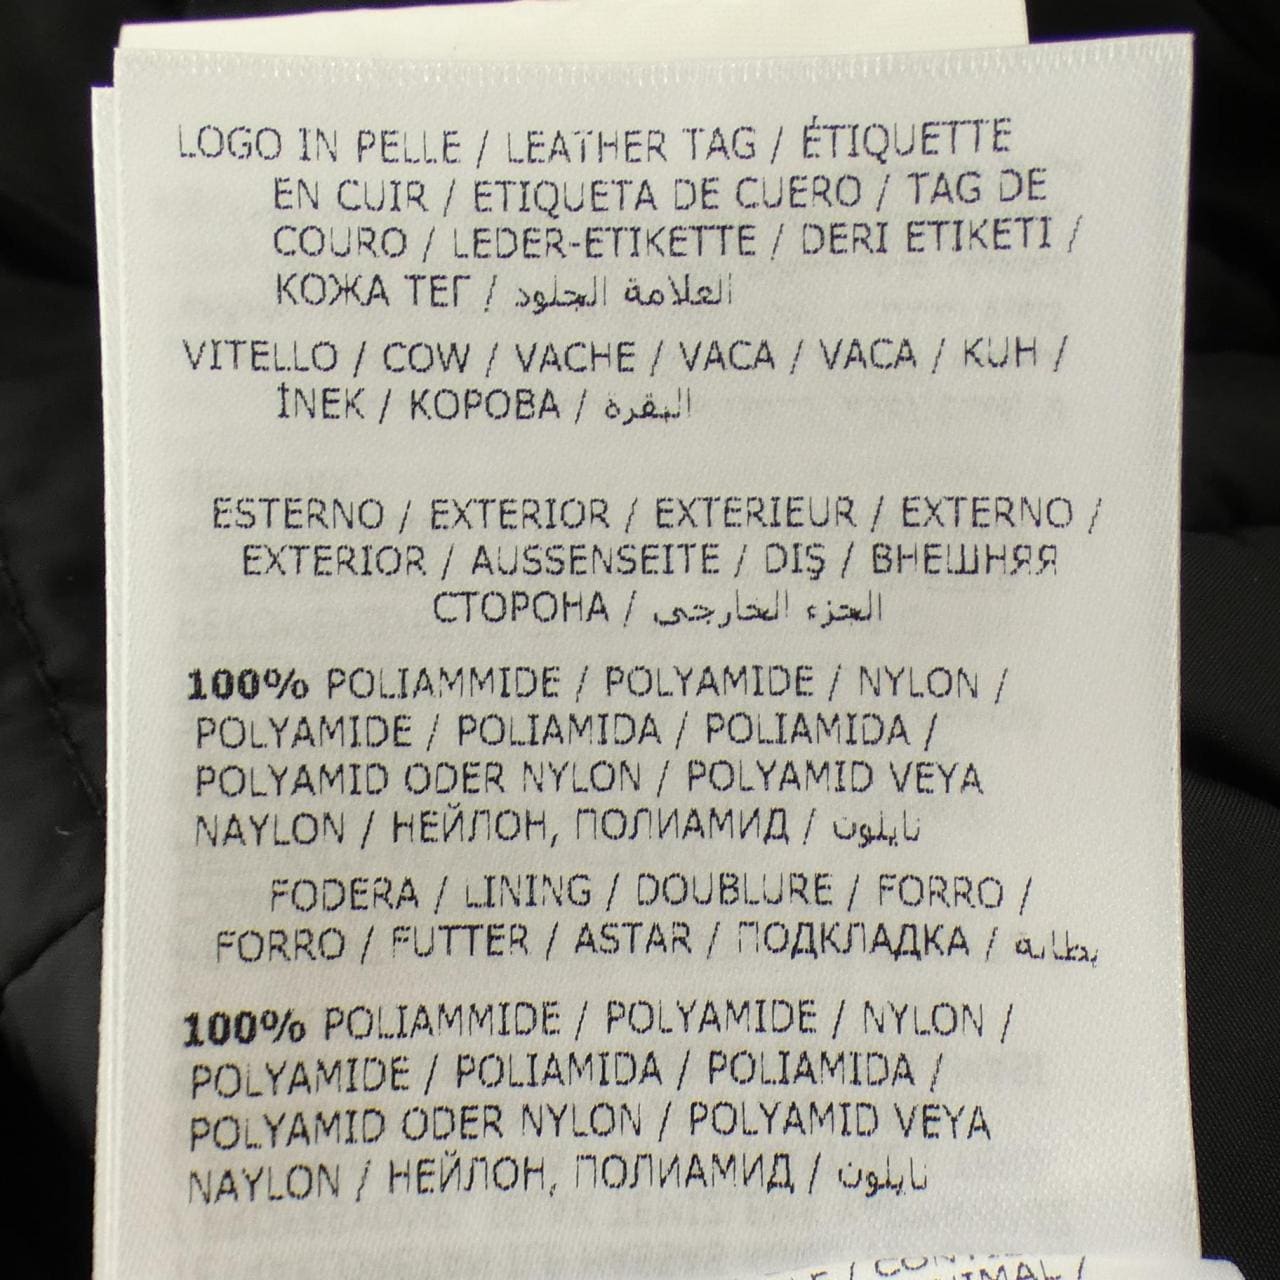 LOGO IN PELLE / LEATHER TAG / ÉTIQUETTE
EN CUIR / ETIQUETA DE CUERO / TAG DE
COURO / LEDER-ETIKETTE / DERI ETIKETI /
КОЖА ТЕГ / العلامة الجلود
VITELLO / COW / VACHE / VACA / VACA / KUH /
İNEK / КОРОВА / البقرة
ESTERNO / EXTERIOR / EXTERIEUR / EXTERNO /
EXTERIOR / AUSSENSEITE / DIŞ / ВНЕШНЯЯ
СТОРОНА / الجزء الخارجي
100% POLIAMMIDE / POLYAMIDE / NYLON /
POLYAMIDE / POLIAMIDA / POLIAMIDA /
POLYAMID ODER NYLON / POLYAMID VEYA
NAYLON / НЕЙЛОН, ПОЛИАМИД / نايلون
FODERA / LINING / DOUBLURE / FORRO /
FORRO / FUTTER / ASTAR / ПОДКЛАДКА / بطانة
100% POLIAMMIDE / POLYAMIDE / NYLON /
POLYAMIDE / POLIAMIDA / POLIAMIDA /
POLYAMID ODER NYLON / POLYAMID VEYA
NAYLON / НЕЙЛОН, ПОЛИАМИД / نايلون